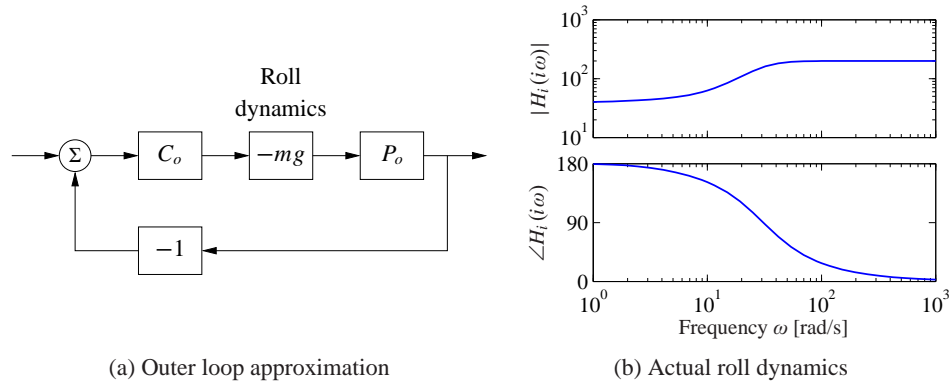 Roll
dynamics
Σ
C_o
−mg
P_o
−1
(a) Outer loop approximation
|H_i(iω)|
10^3
10^2
10^1
∠H_i(iω)
180
90
0
10^0 10^1 10^2 10^3
Frequency ω [rad/s]
(b) Actual roll dynamics